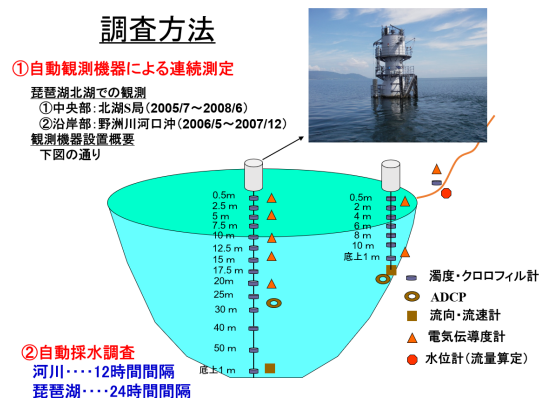 調査方法
①自動観測機器による連続測定
琵琶湖北湖での観測
①中央部：北湖S局（2005/7～2008/6）
②沿岸部：野洲川河口沖（2006/5～2007/12）
観測機器設置概要
下図の通り
0.5m
2.5 m
5 m
7.5 m
10 m
12.5 m
15 m
17.5 m
20m
25m
30 m
40 m
50 m
底上1 m
0.5m
2 m
4 m
6 m
8 m
10 m
底上1 m
濁度・クロロフィル計
ADCP
流向・流速計
電気伝導度計
水位計（流量算定）
②自動採水調査
河川････12時間間隔
琵琶湖････24時間間隔